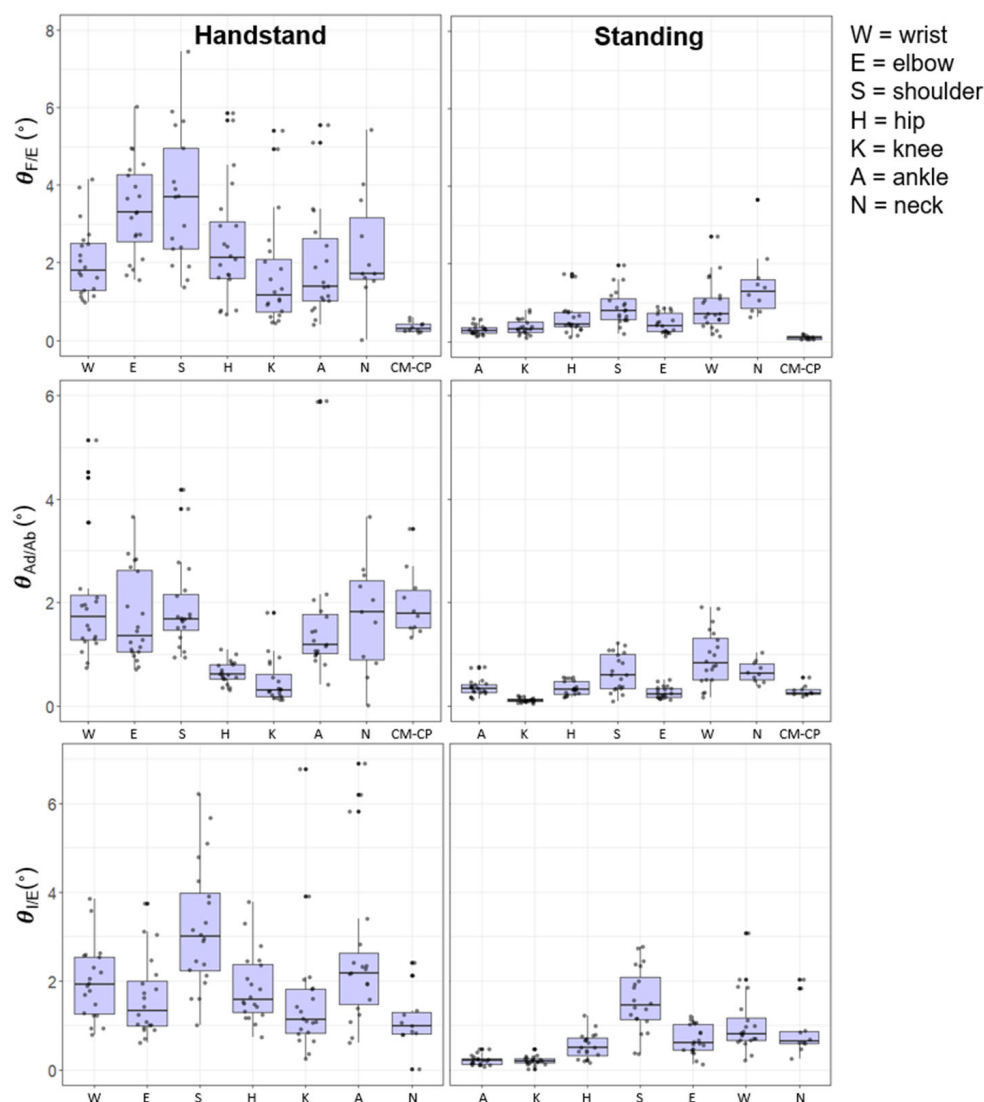 Handstand
Standing
W = wrist
E = elbow
S = shoulder
H = hip
K = knee
A = ankle
N = neck
θF/E (°)
8
6
4
2
0
W E S H K A N CM-CP
A K H S E W N CM-CP
θAd/Ab (°)
6
4
2
0
W E S H K A N CM-CP
A K H S E W N CM-CP
θI/E(°)
6
4
2
0
W E S H K A N
A K H S E W N